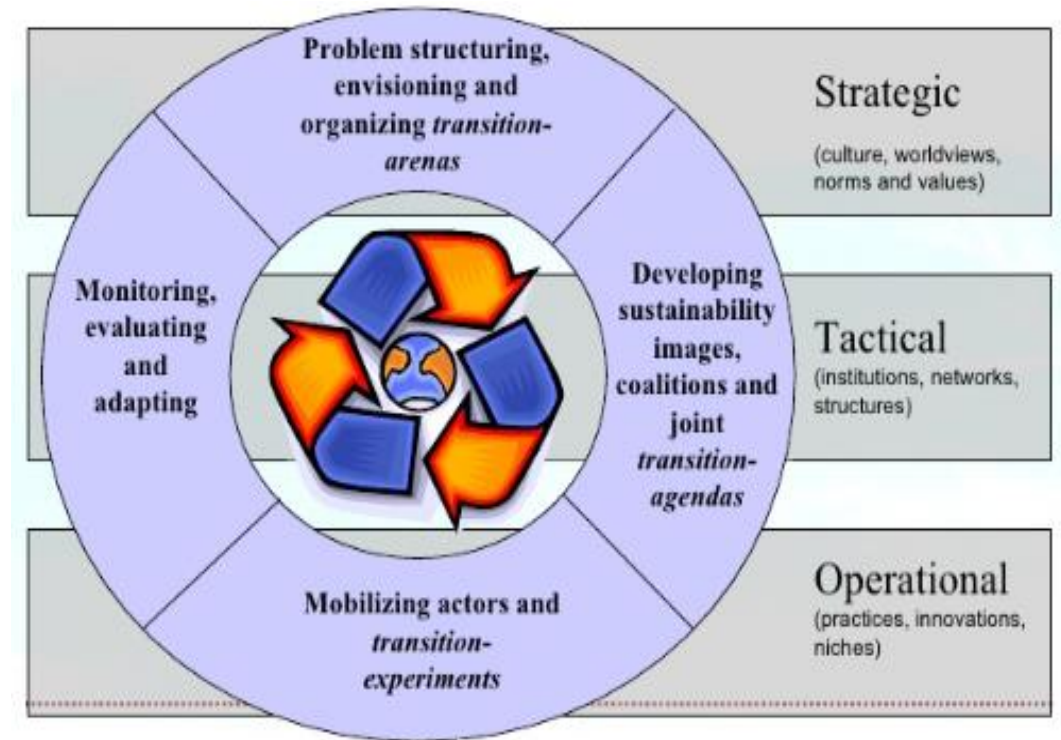 Problem structuring,
envisioning and
organizing transition-
arenas
Strategic
(culture, worldviews,
norms and values)
Monitoring,
evaluating
and
adapting
Developing
sustainability
images,
coalitions and
joint
transition-
agendas
Tactical
(institutions, networks,
structures)
Mobilizing actors and
transition-
experiments
Operational
(practices, innovations,
niches)